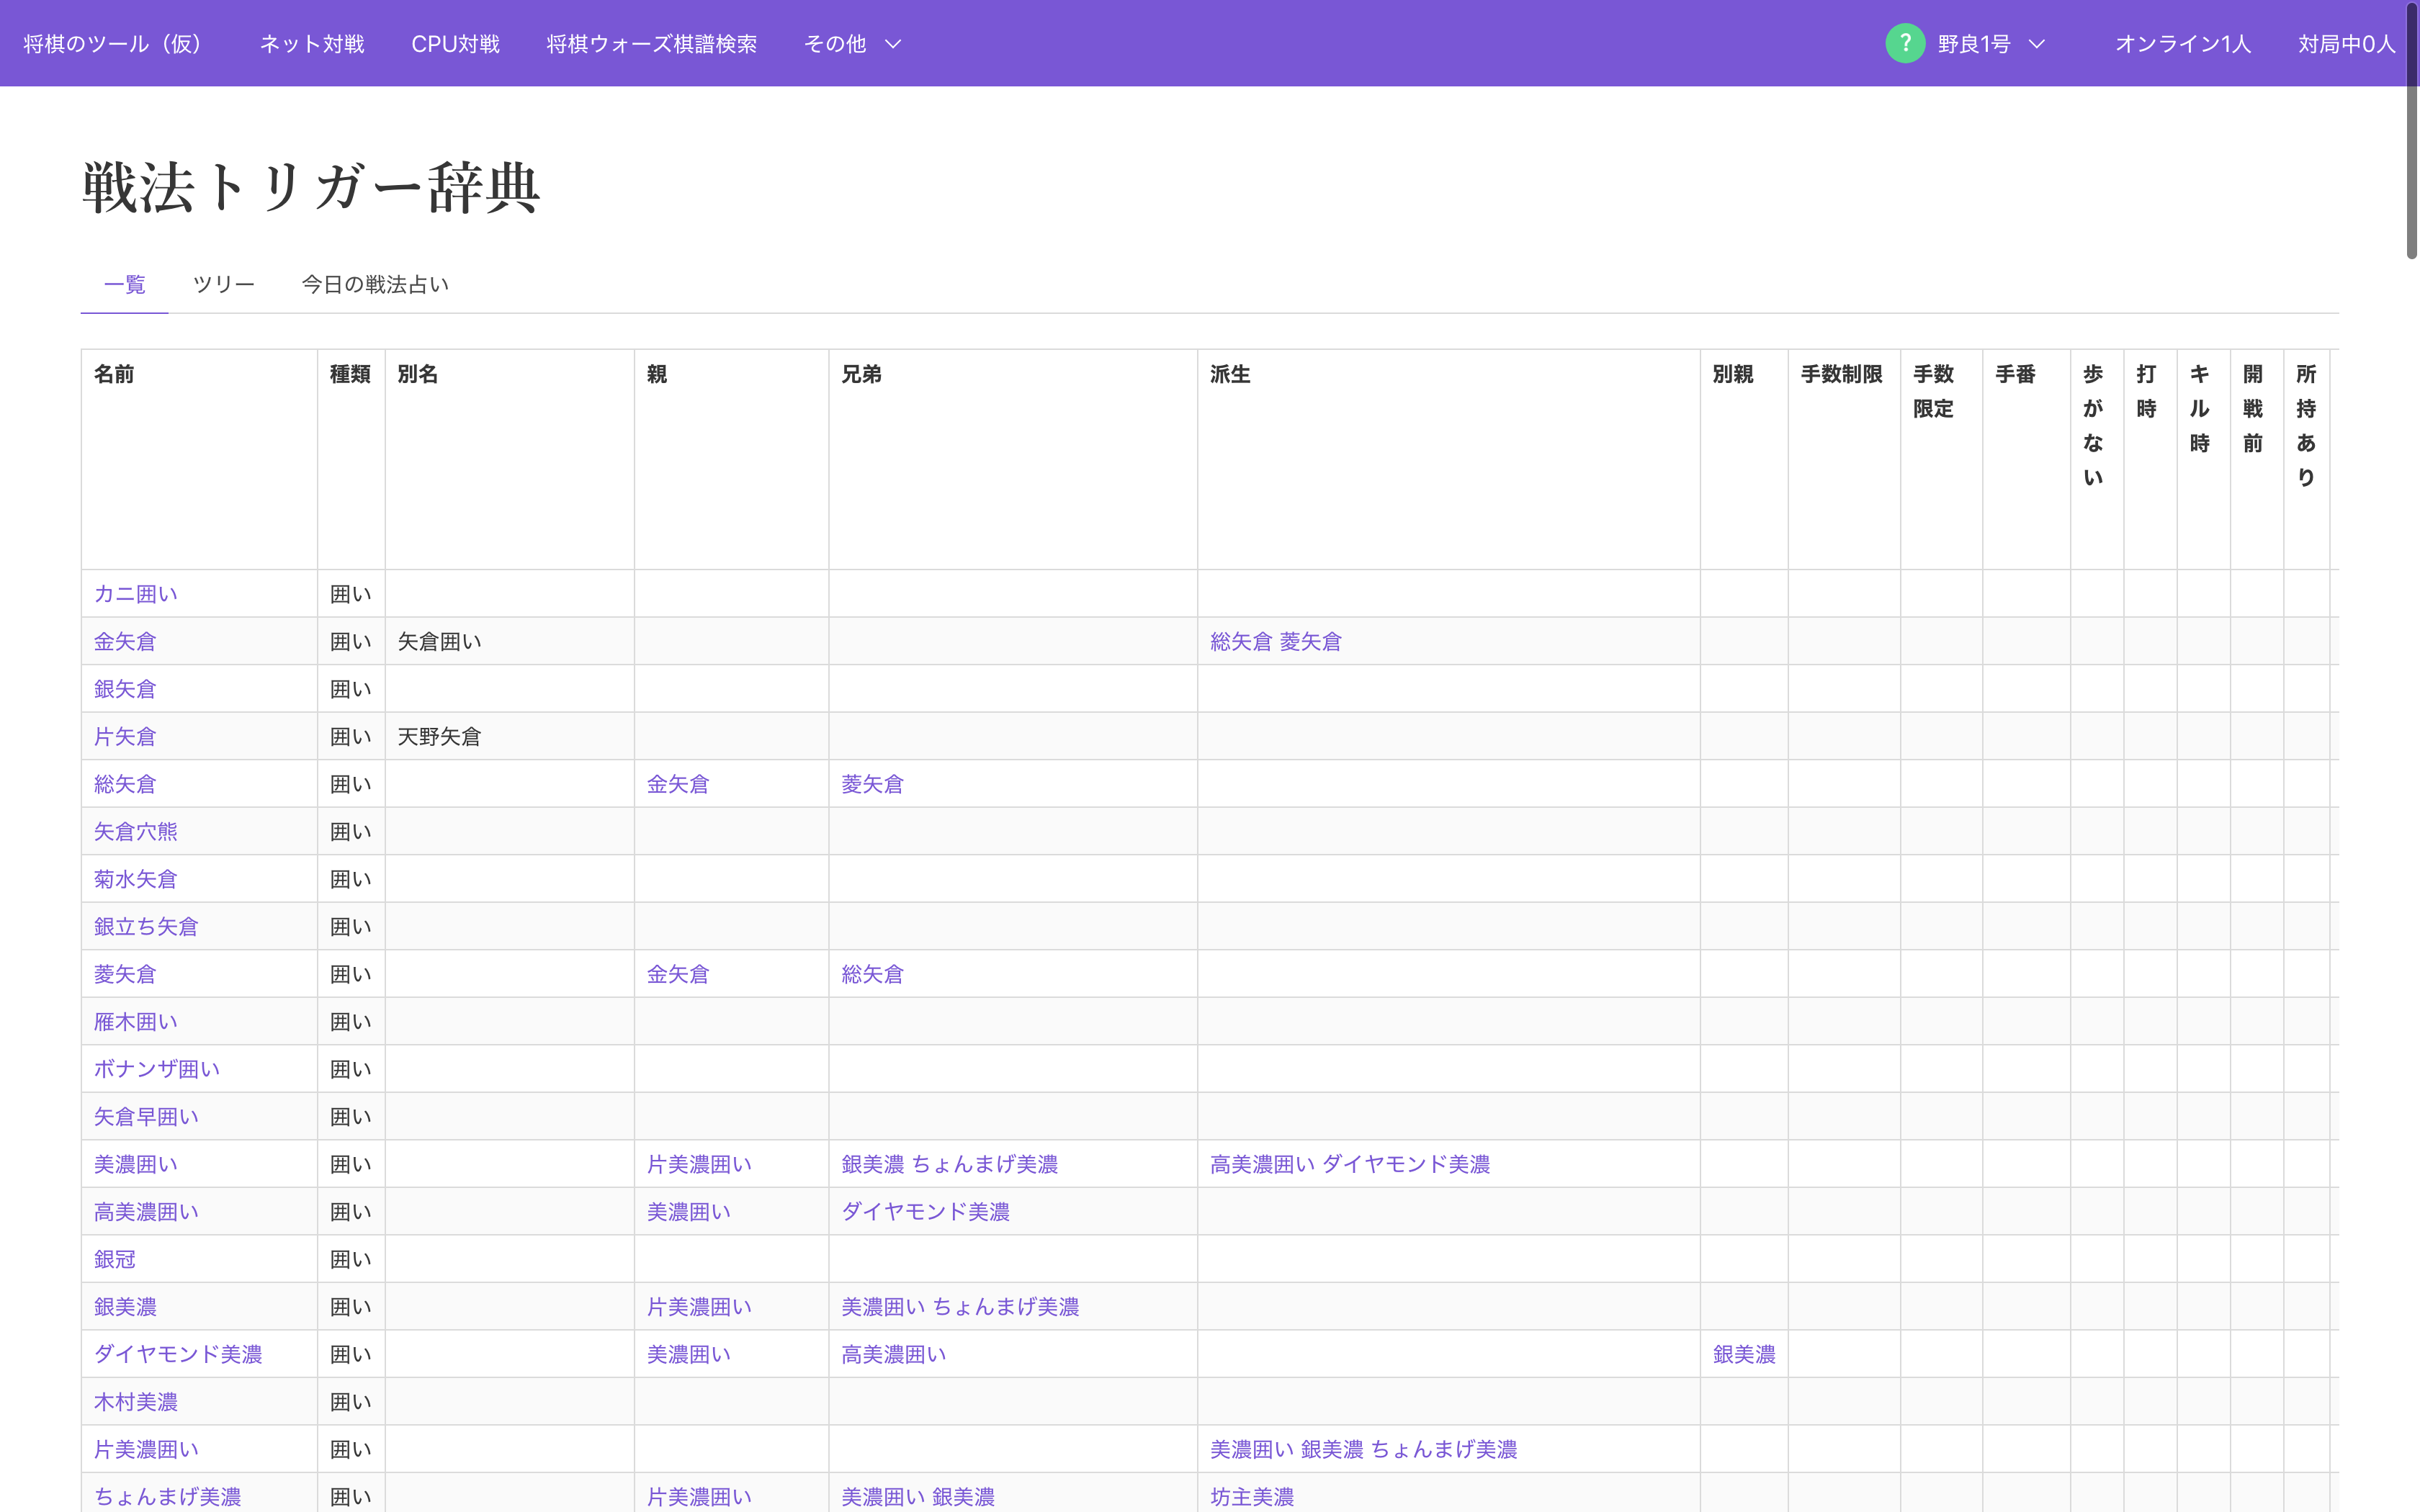 将棋のツール（仮） ネット対戦 CPU対戦 将棋ウォーズ棋譜検索 その他 ? 野良1号 オンライン1人 対局中0人
戦法トリガー辞典
一覧 ツリー 今日の戦法占い
名前 種類 別名 親 兄弟 派生 別親 手数制限 手数限定 手番 歩がない 打時 キル時 開戦前 所持あり
カニ囲い 囲い
金矢倉 囲い 矢倉囲い 総矢倉 菱矢倉
銀矢倉 囲い
片矢倉 囲い 天野矢倉
総矢倉 囲い 金矢倉 菱矢倉
矢倉穴熊 囲い
菊水矢倉 囲い
銀立ち矢倉 囲い
菱矢倉 囲い 金矢倉 総矢倉
雁木囲い 囲い
ボナンザ囲い 囲い
矢倉早囲い 囲い
美濃囲い 囲い 片美濃囲い 銀美濃 ちょんまげ美濃 高美濃囲い ダイヤモンド美濃
高美濃囲い 囲い 美濃囲い ダイヤモンド美濃
銀冠 囲い
銀美濃 囲い 片美濃囲い 美濃囲い ちょんまげ美濃
ダイヤモンド美濃 囲い 美濃囲い 高美濃囲い 銀美濃
木村美濃 囲い
片美濃囲い 囲い 美濃囲い 銀美濃 ちょんまげ美濃
ちょんまげ美濃 囲い 片美濃囲い 美濃囲い 銀美濃 坊主美濃